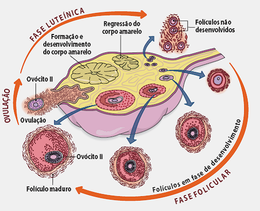 FASE LUTEÍNICA
Regressão do
corpo amarelo
Folículos não
desenvolvidos
Formação e
desenvolvimento
do corpo amarelo
Ovócito II
OVULAÇÃO
Ovulação
Ovócito II
Folículo maduro
Folículos em fase de desenvolvimento
FASE FOLICULAR